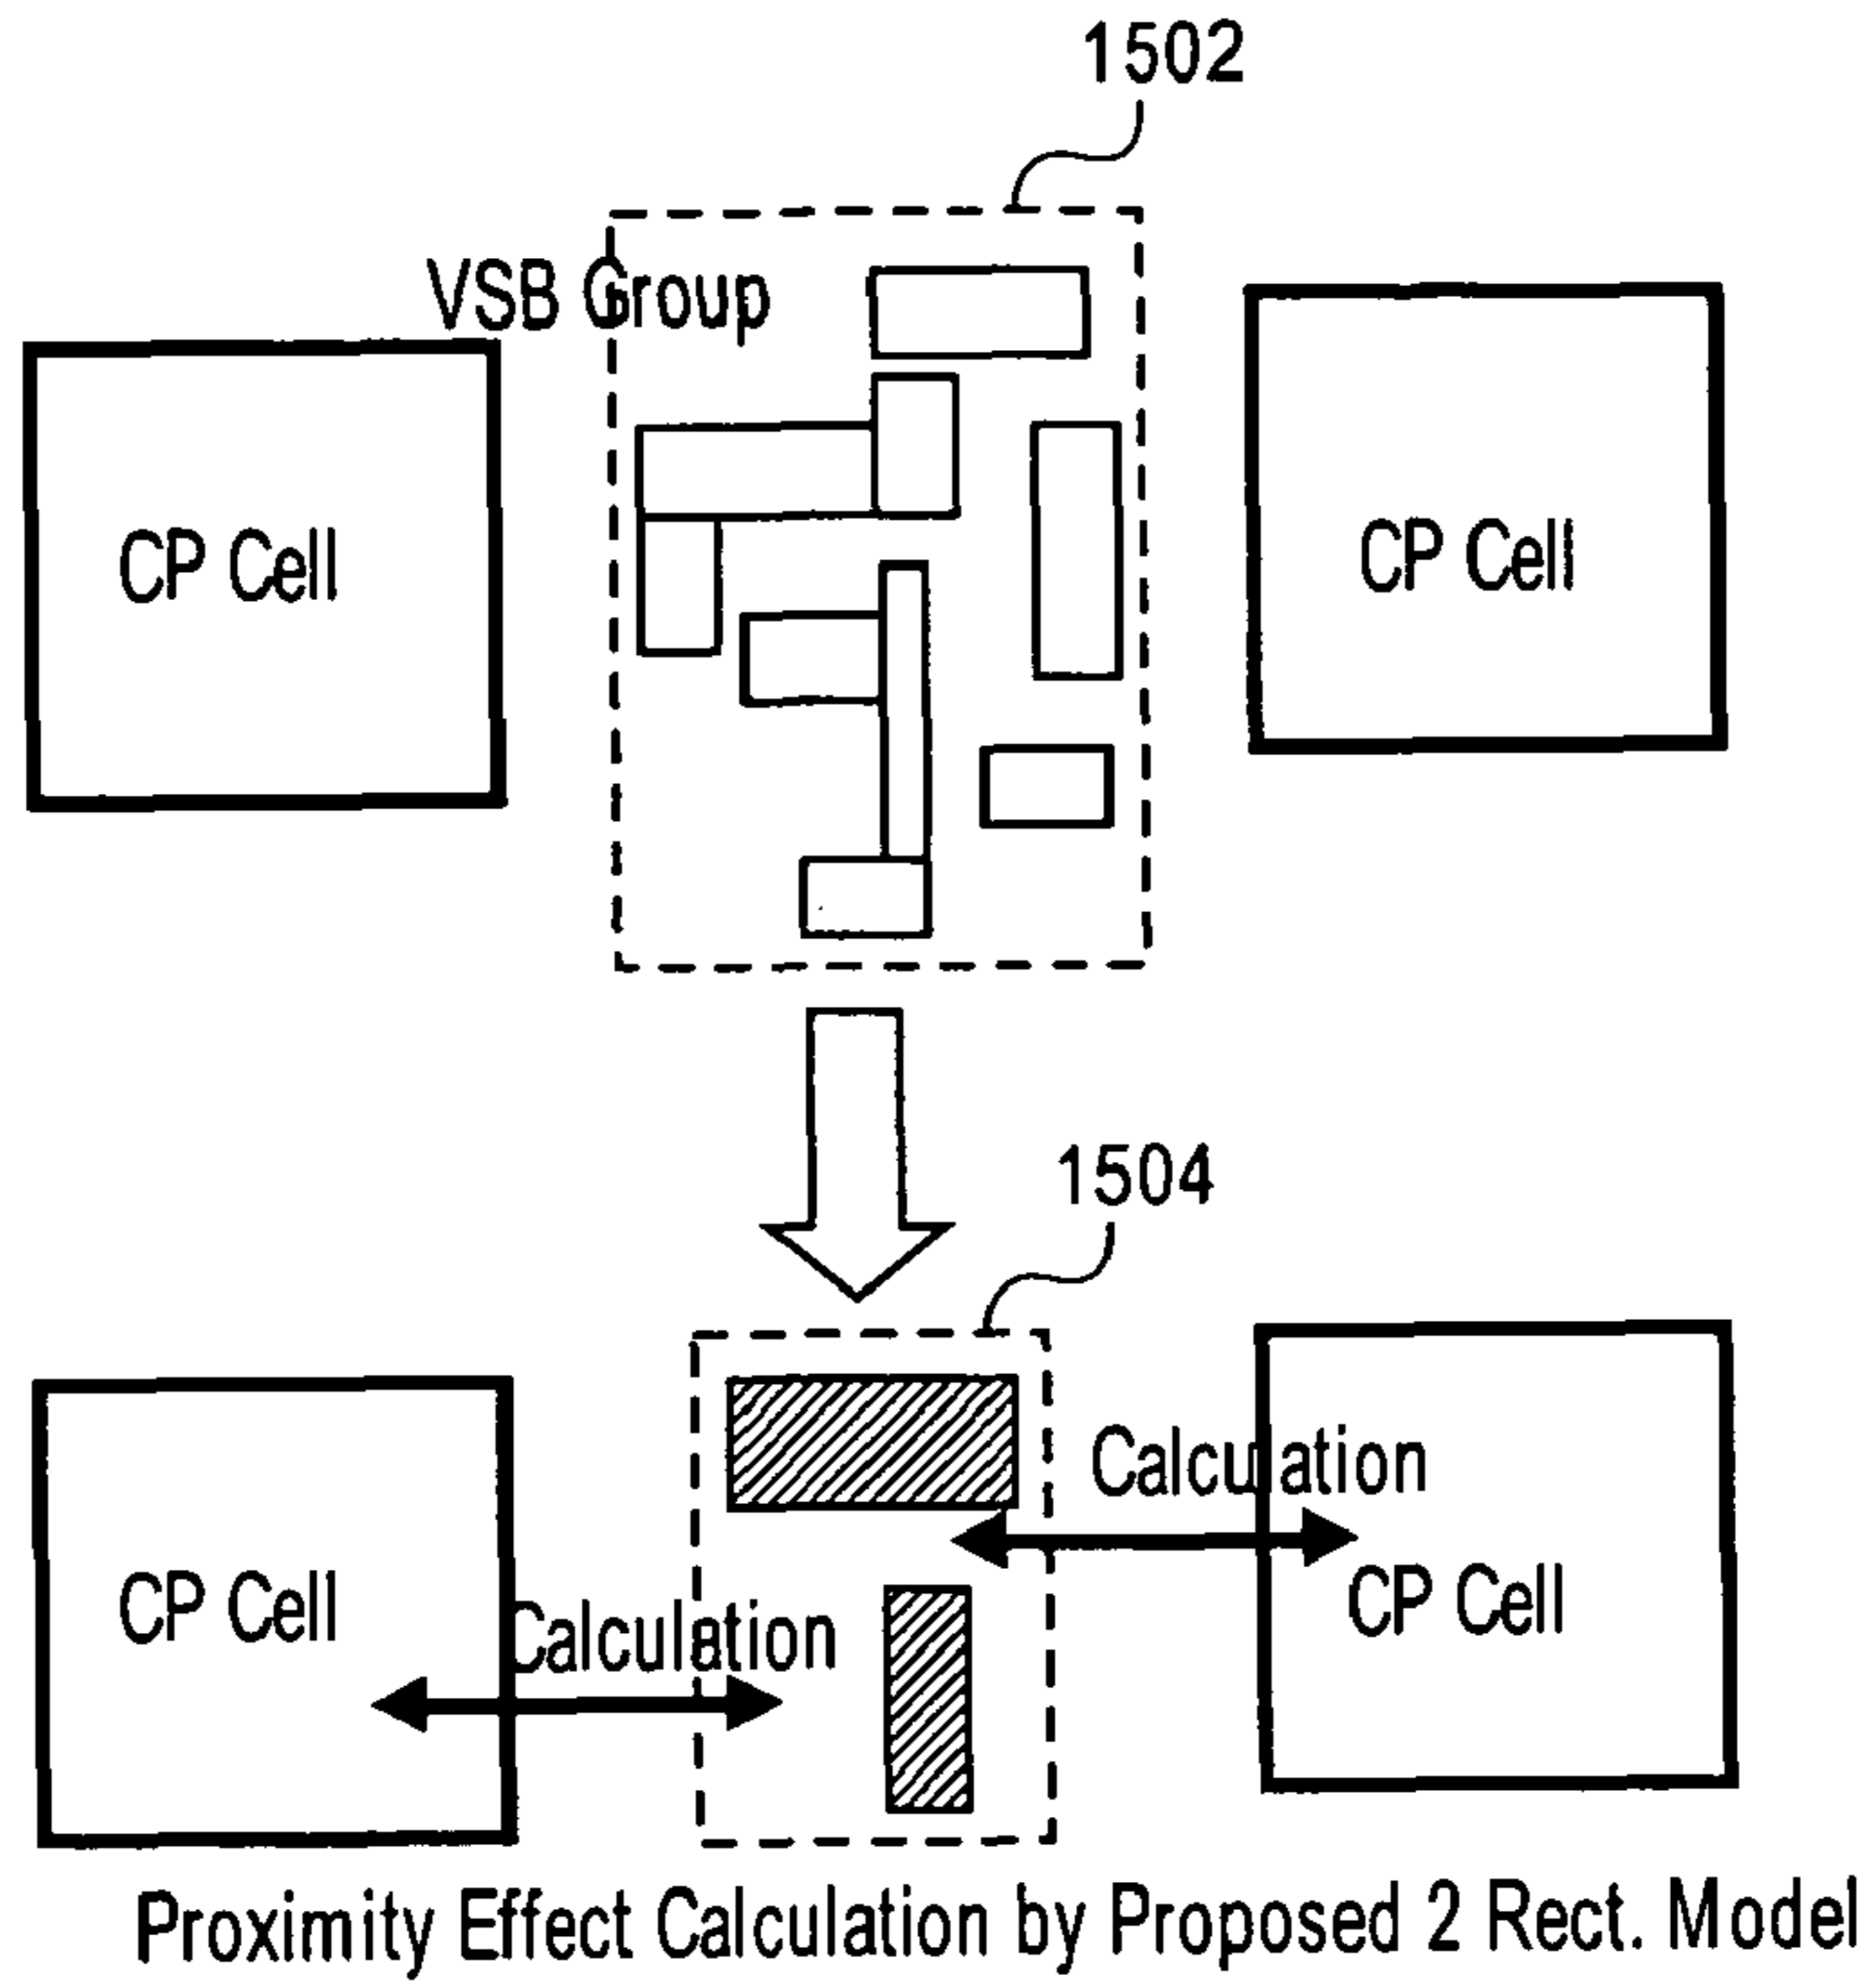 1502
VSB Group
CP Cell
CP Cell
1504
Calculation
CP Cell
Calculation
CP Cell
Proximity Effect Calculation by Proposed 2 Rect. Model